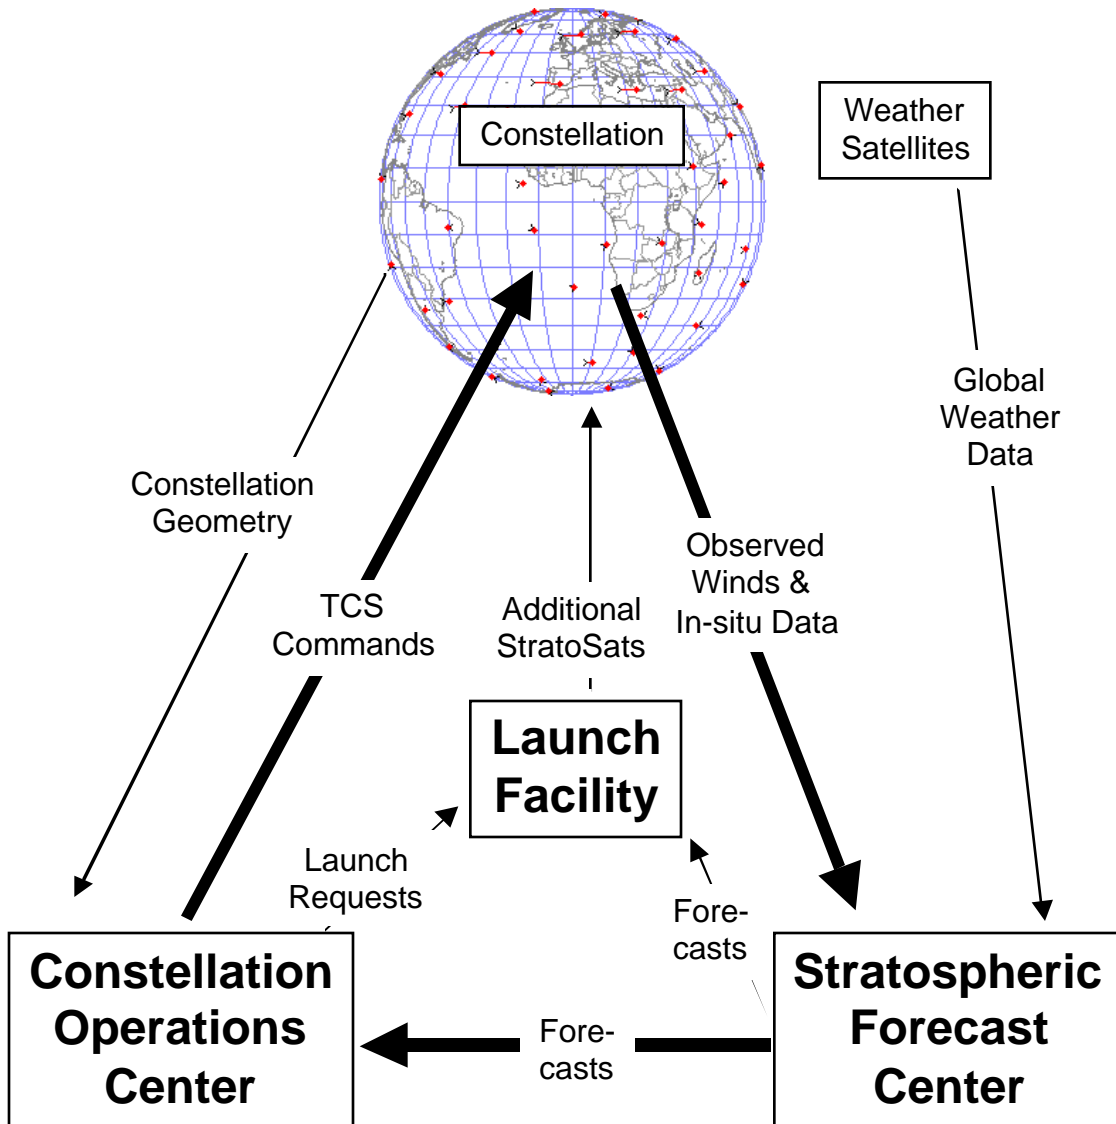 Constellation
Weather
Satellites
Global
Weather
Data
Constellation
Geometry
TCS
Commands
Additional
StratoSats
Observed
Winds &
In-situ Data
Launch
Facility
Launch
Requests
Fore-
casts
Constellation
Operations
Center
Fore-
casts
Stratospheric
Forecast
Center